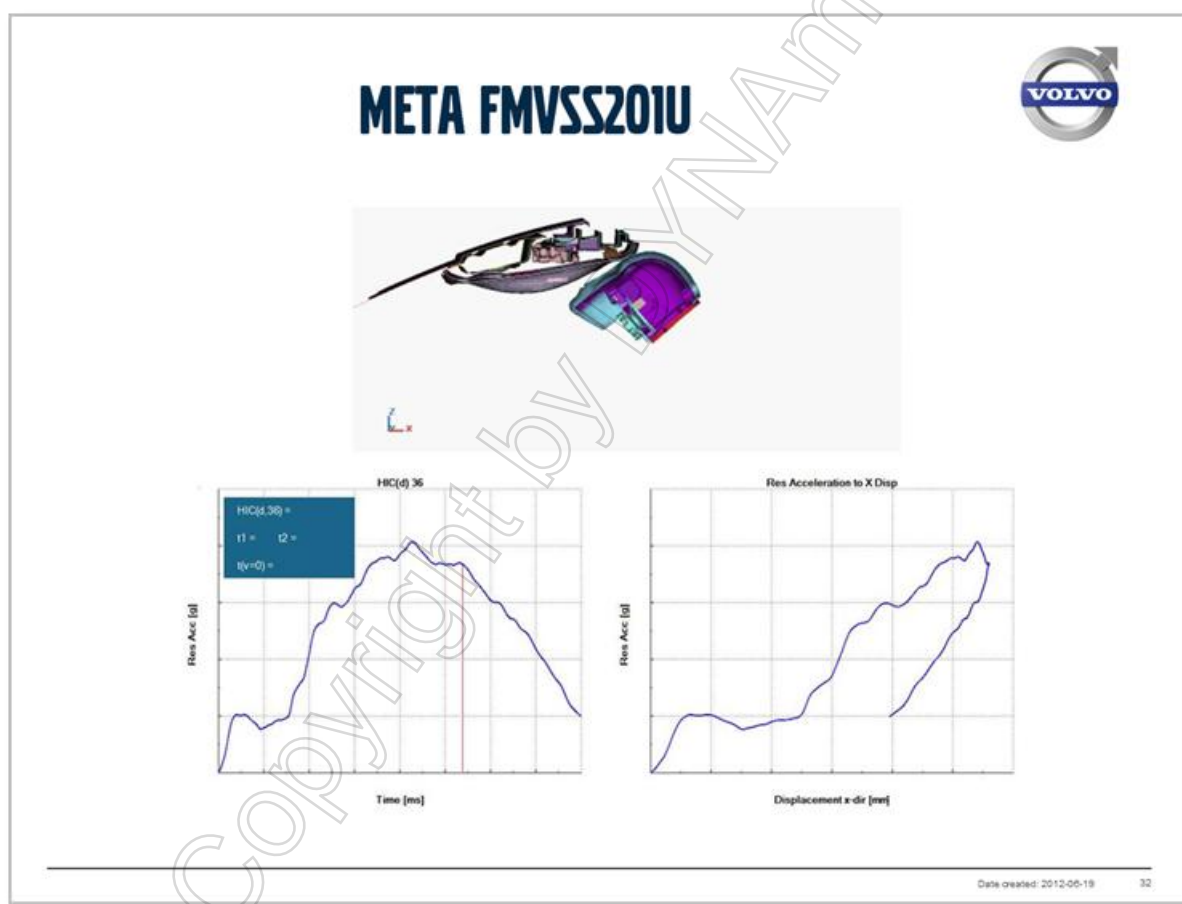 META FMVSS201U
VOLVO
Z
X
HIC(d) 36
HIC(d,36) =
t1 = t2 =
t(v=0) =
Res Acc [g]
Time [ms]
Res Acceleration to X Disp
Res Acc [g]
Displacement x-dir [mm]
Date created: 2012-06-19
32
Copyright by DYNAm